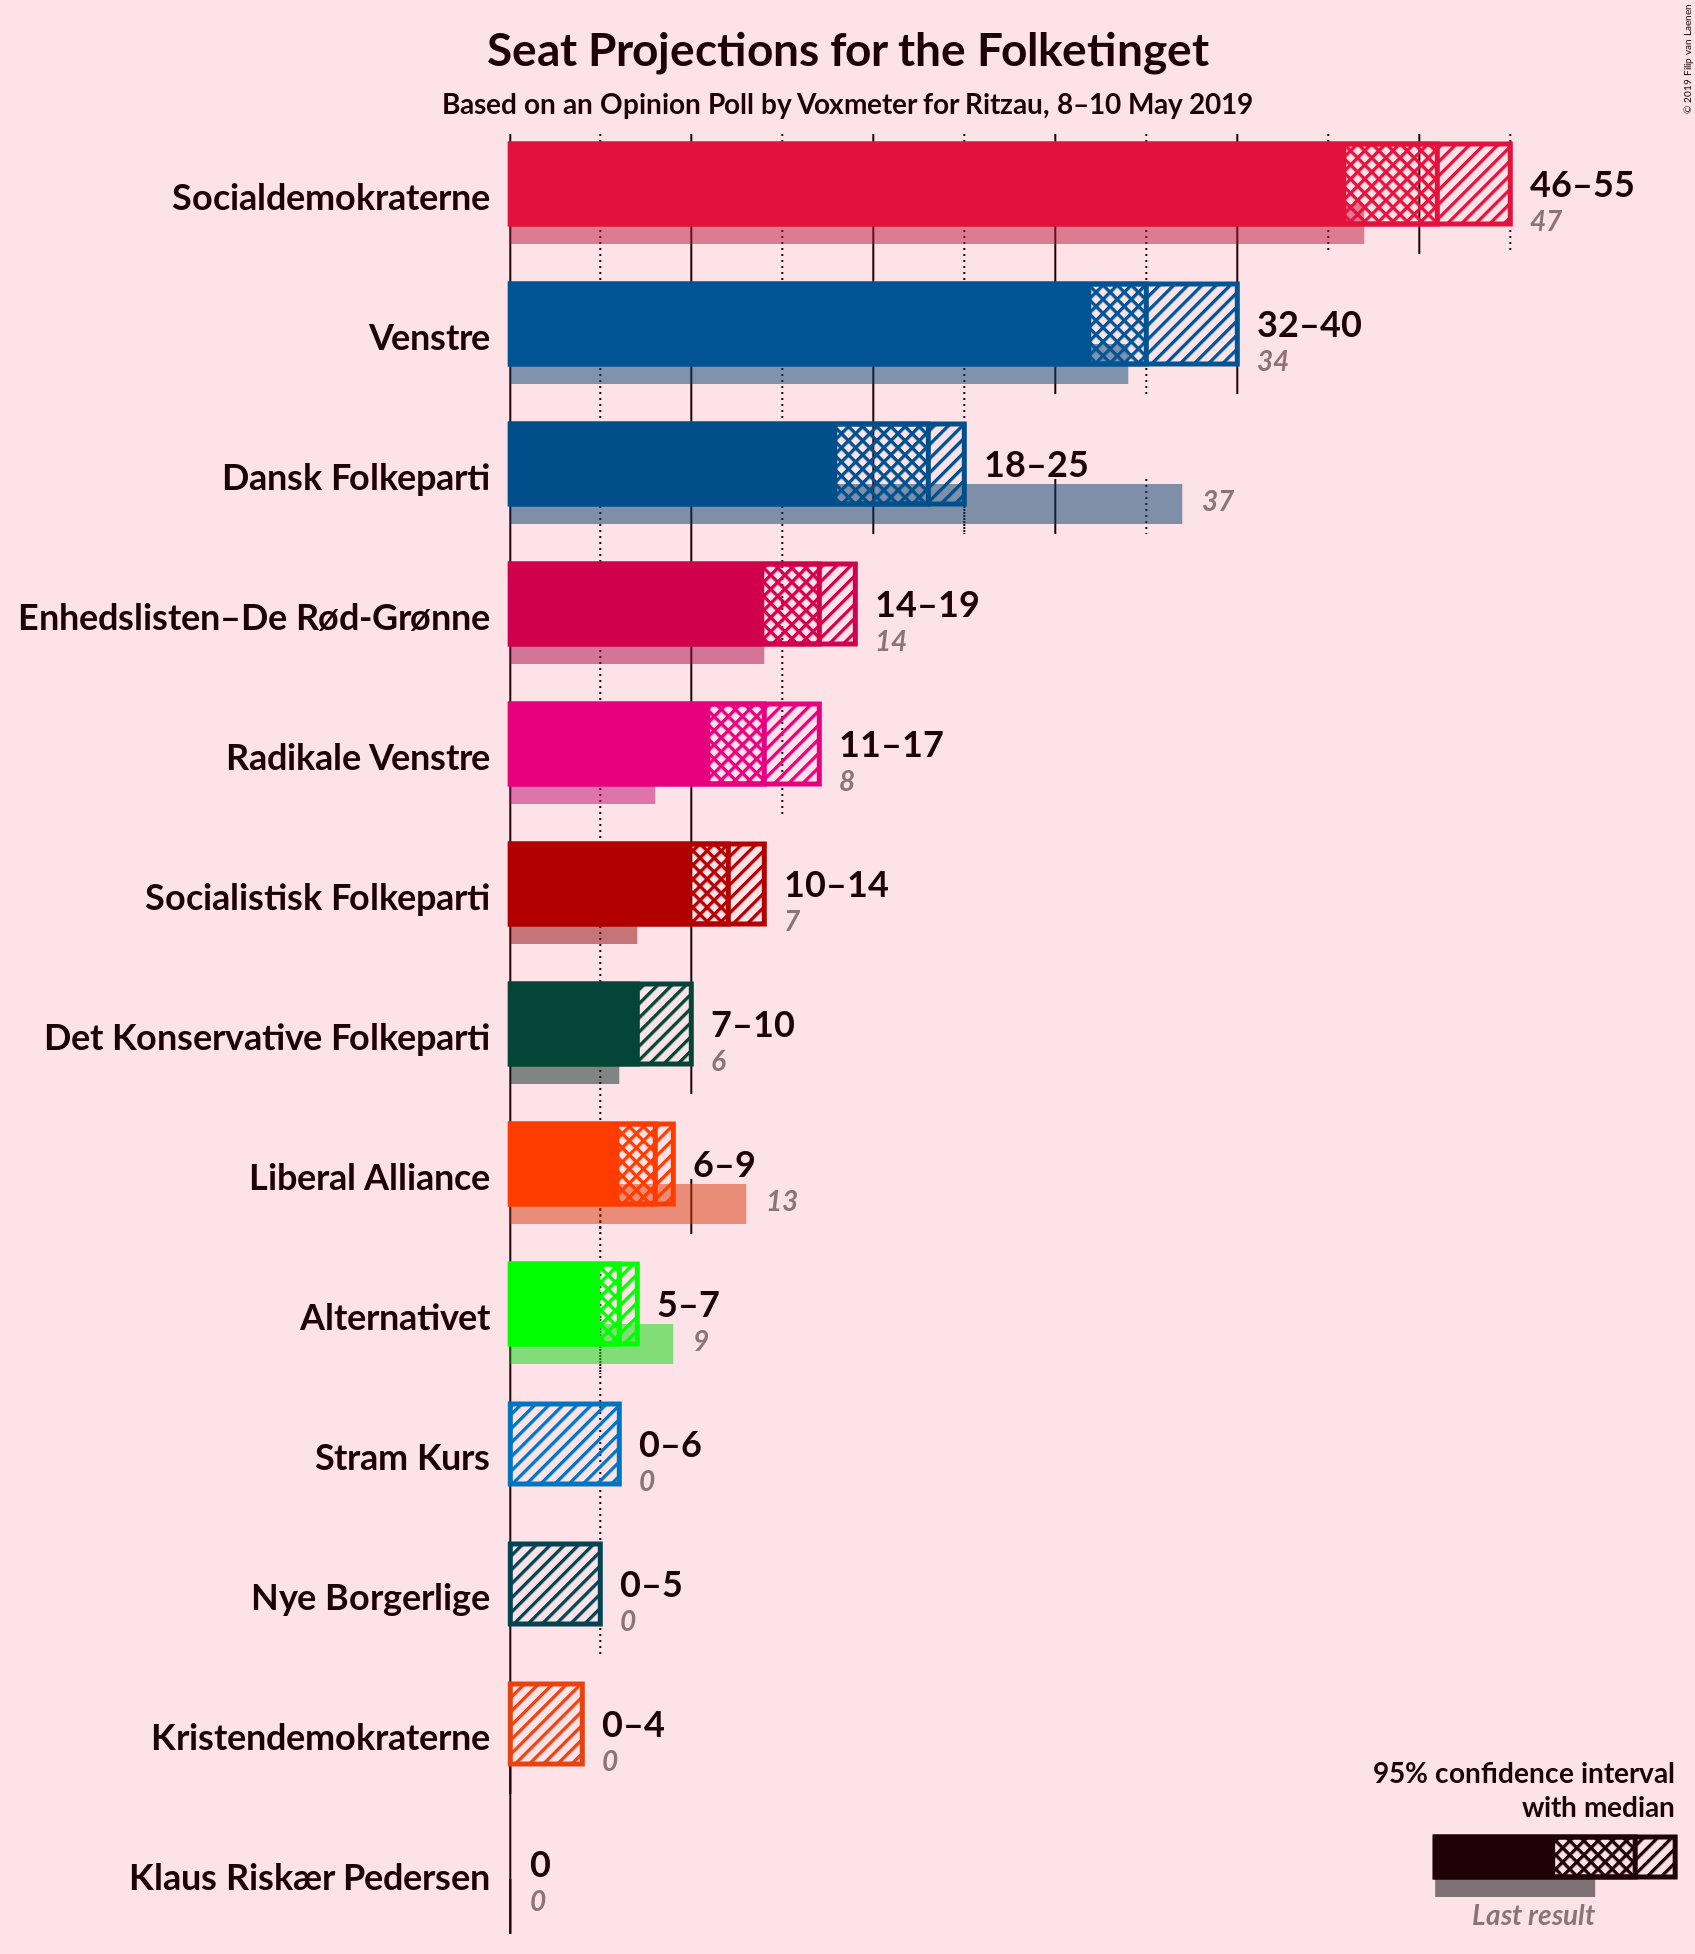 Seat Projections for the Folketinget
Based on an Opinion Poll by Voxmeter for Ritzau, 8–10 May 2019
© 2019 Filip van Laenen
Socialdemokraterne
46–55
47
Venstre
32–40
34
Dansk Folkeparti
18–25
37
Enhedslisten–De Rød-Grønne
14–19
14
Radikale Venstre
11–17
8
Socialistisk Folkeparti
10–14
7
Det Konservative Folkeparti
7–10
6
Liberal Alliance
6–9
13
Alternativet
5–7
9
Stram Kurs
0–6
0
Nye Borgerlige
0–5
0
Kristendemokraterne
0–4
0
Klaus Riskær Pedersen
0
0
95% confidence interval
with median
Last result